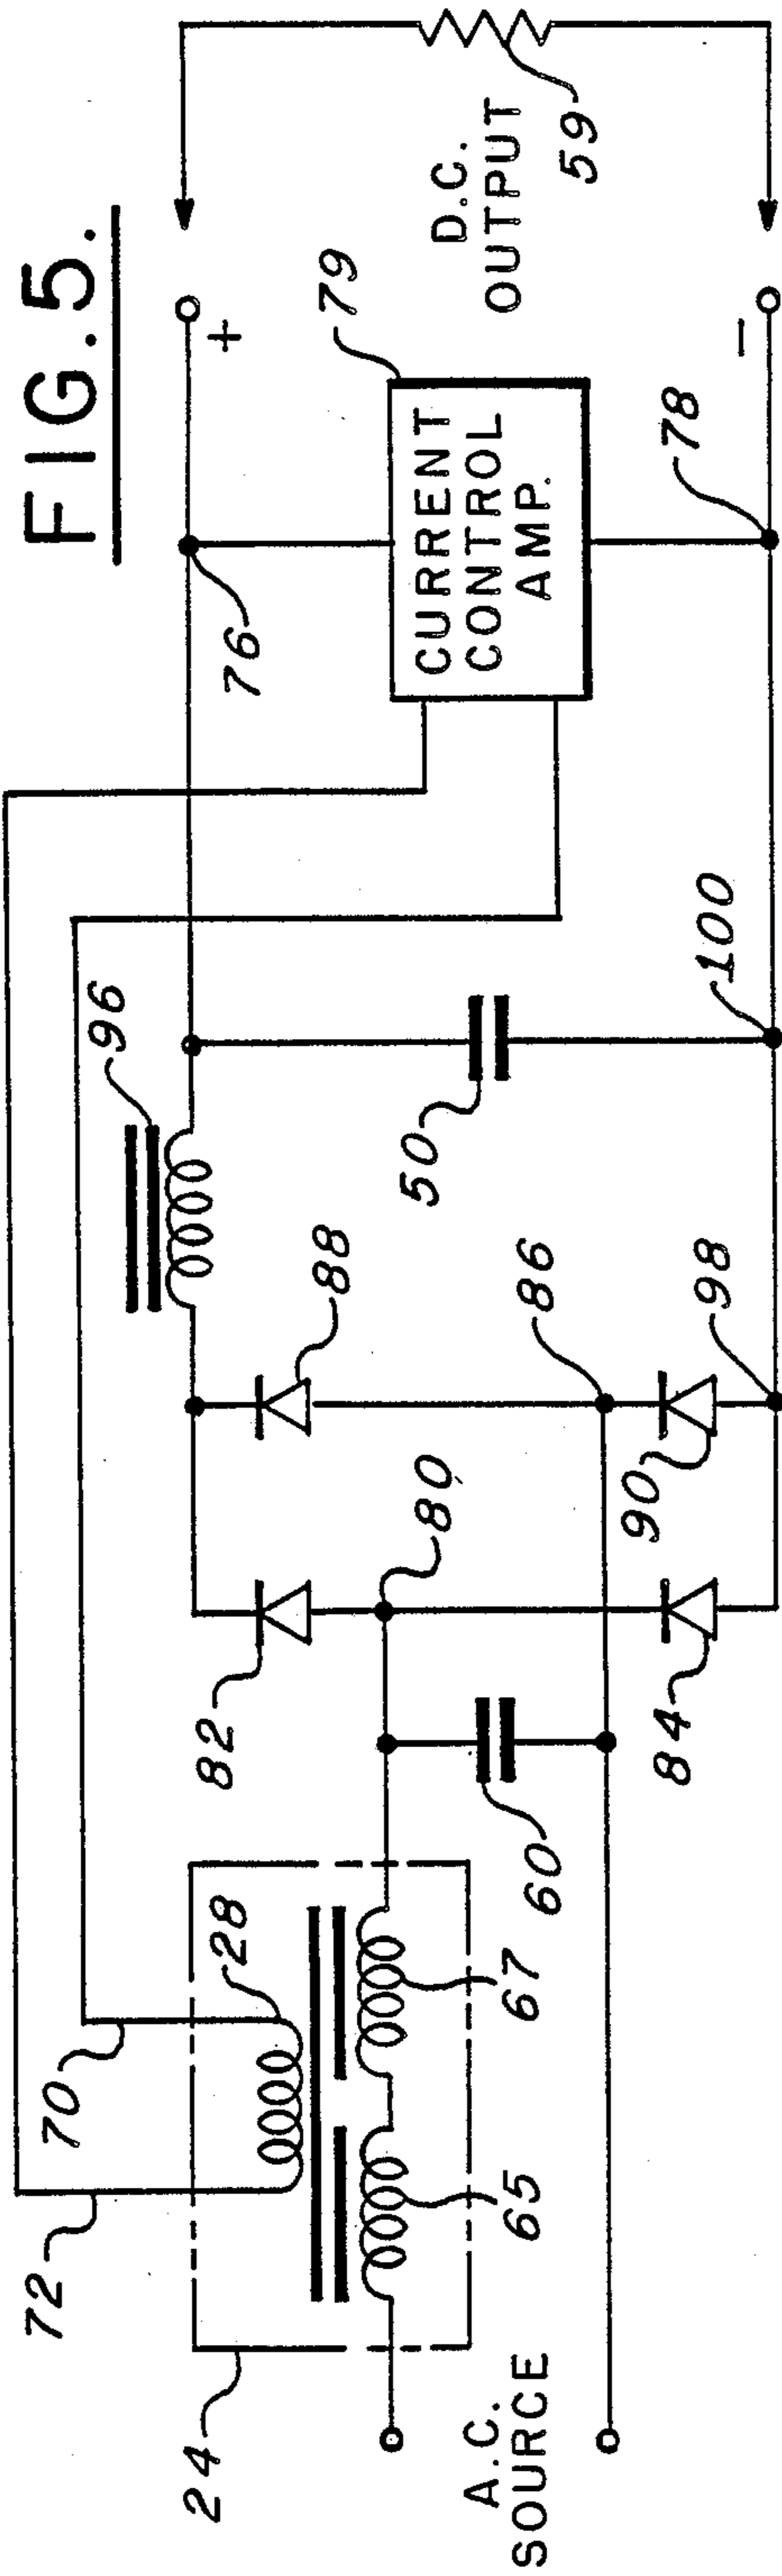 FIG. 5.
72
70
28
24
96
76
79
+
CURRENT
CONTROL
AMP.
D.C.
OUTPUT
59
82
88
80
50
86
A.C.
SOURCE
65
67
60
84
90
98
100
78
−